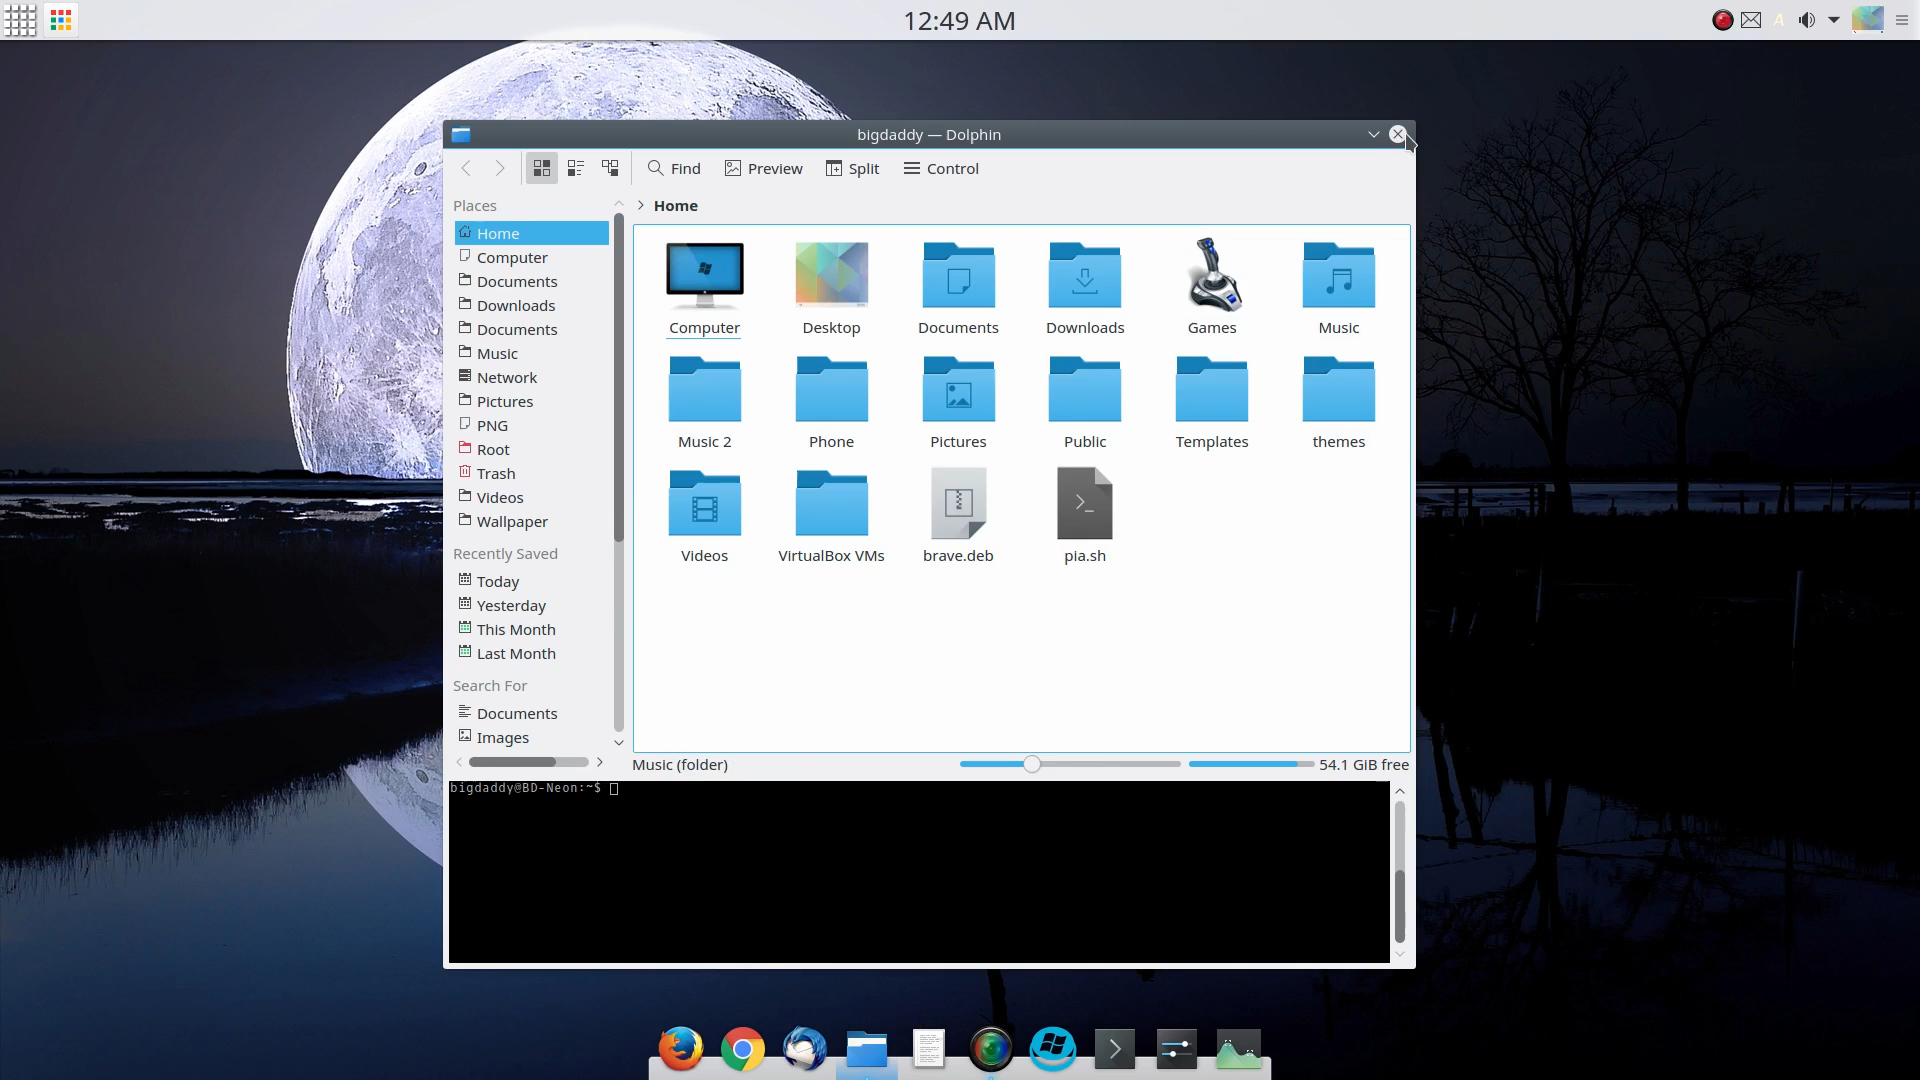 12:49 AM
A
bigdaddy — Dolphin
Find Preview Split Control
Places
Home
Computer
Documents
Downloads
Documents
Music
Network
Pictures
PNG
Root
Trash
Videos
Wallpaper
Recently Saved
Today
Yesterday
This Month
Last Month
Search For
Documents
Images
Home
Computer Desktop Documents Downloads Games Music
Music 2 Phone Pictures Public Templates themes
Videos VirtualBox VMs brave.deb pia.sh
Music (folder) 54.1 GiB free
bigdaddy@BD-Neon:~$